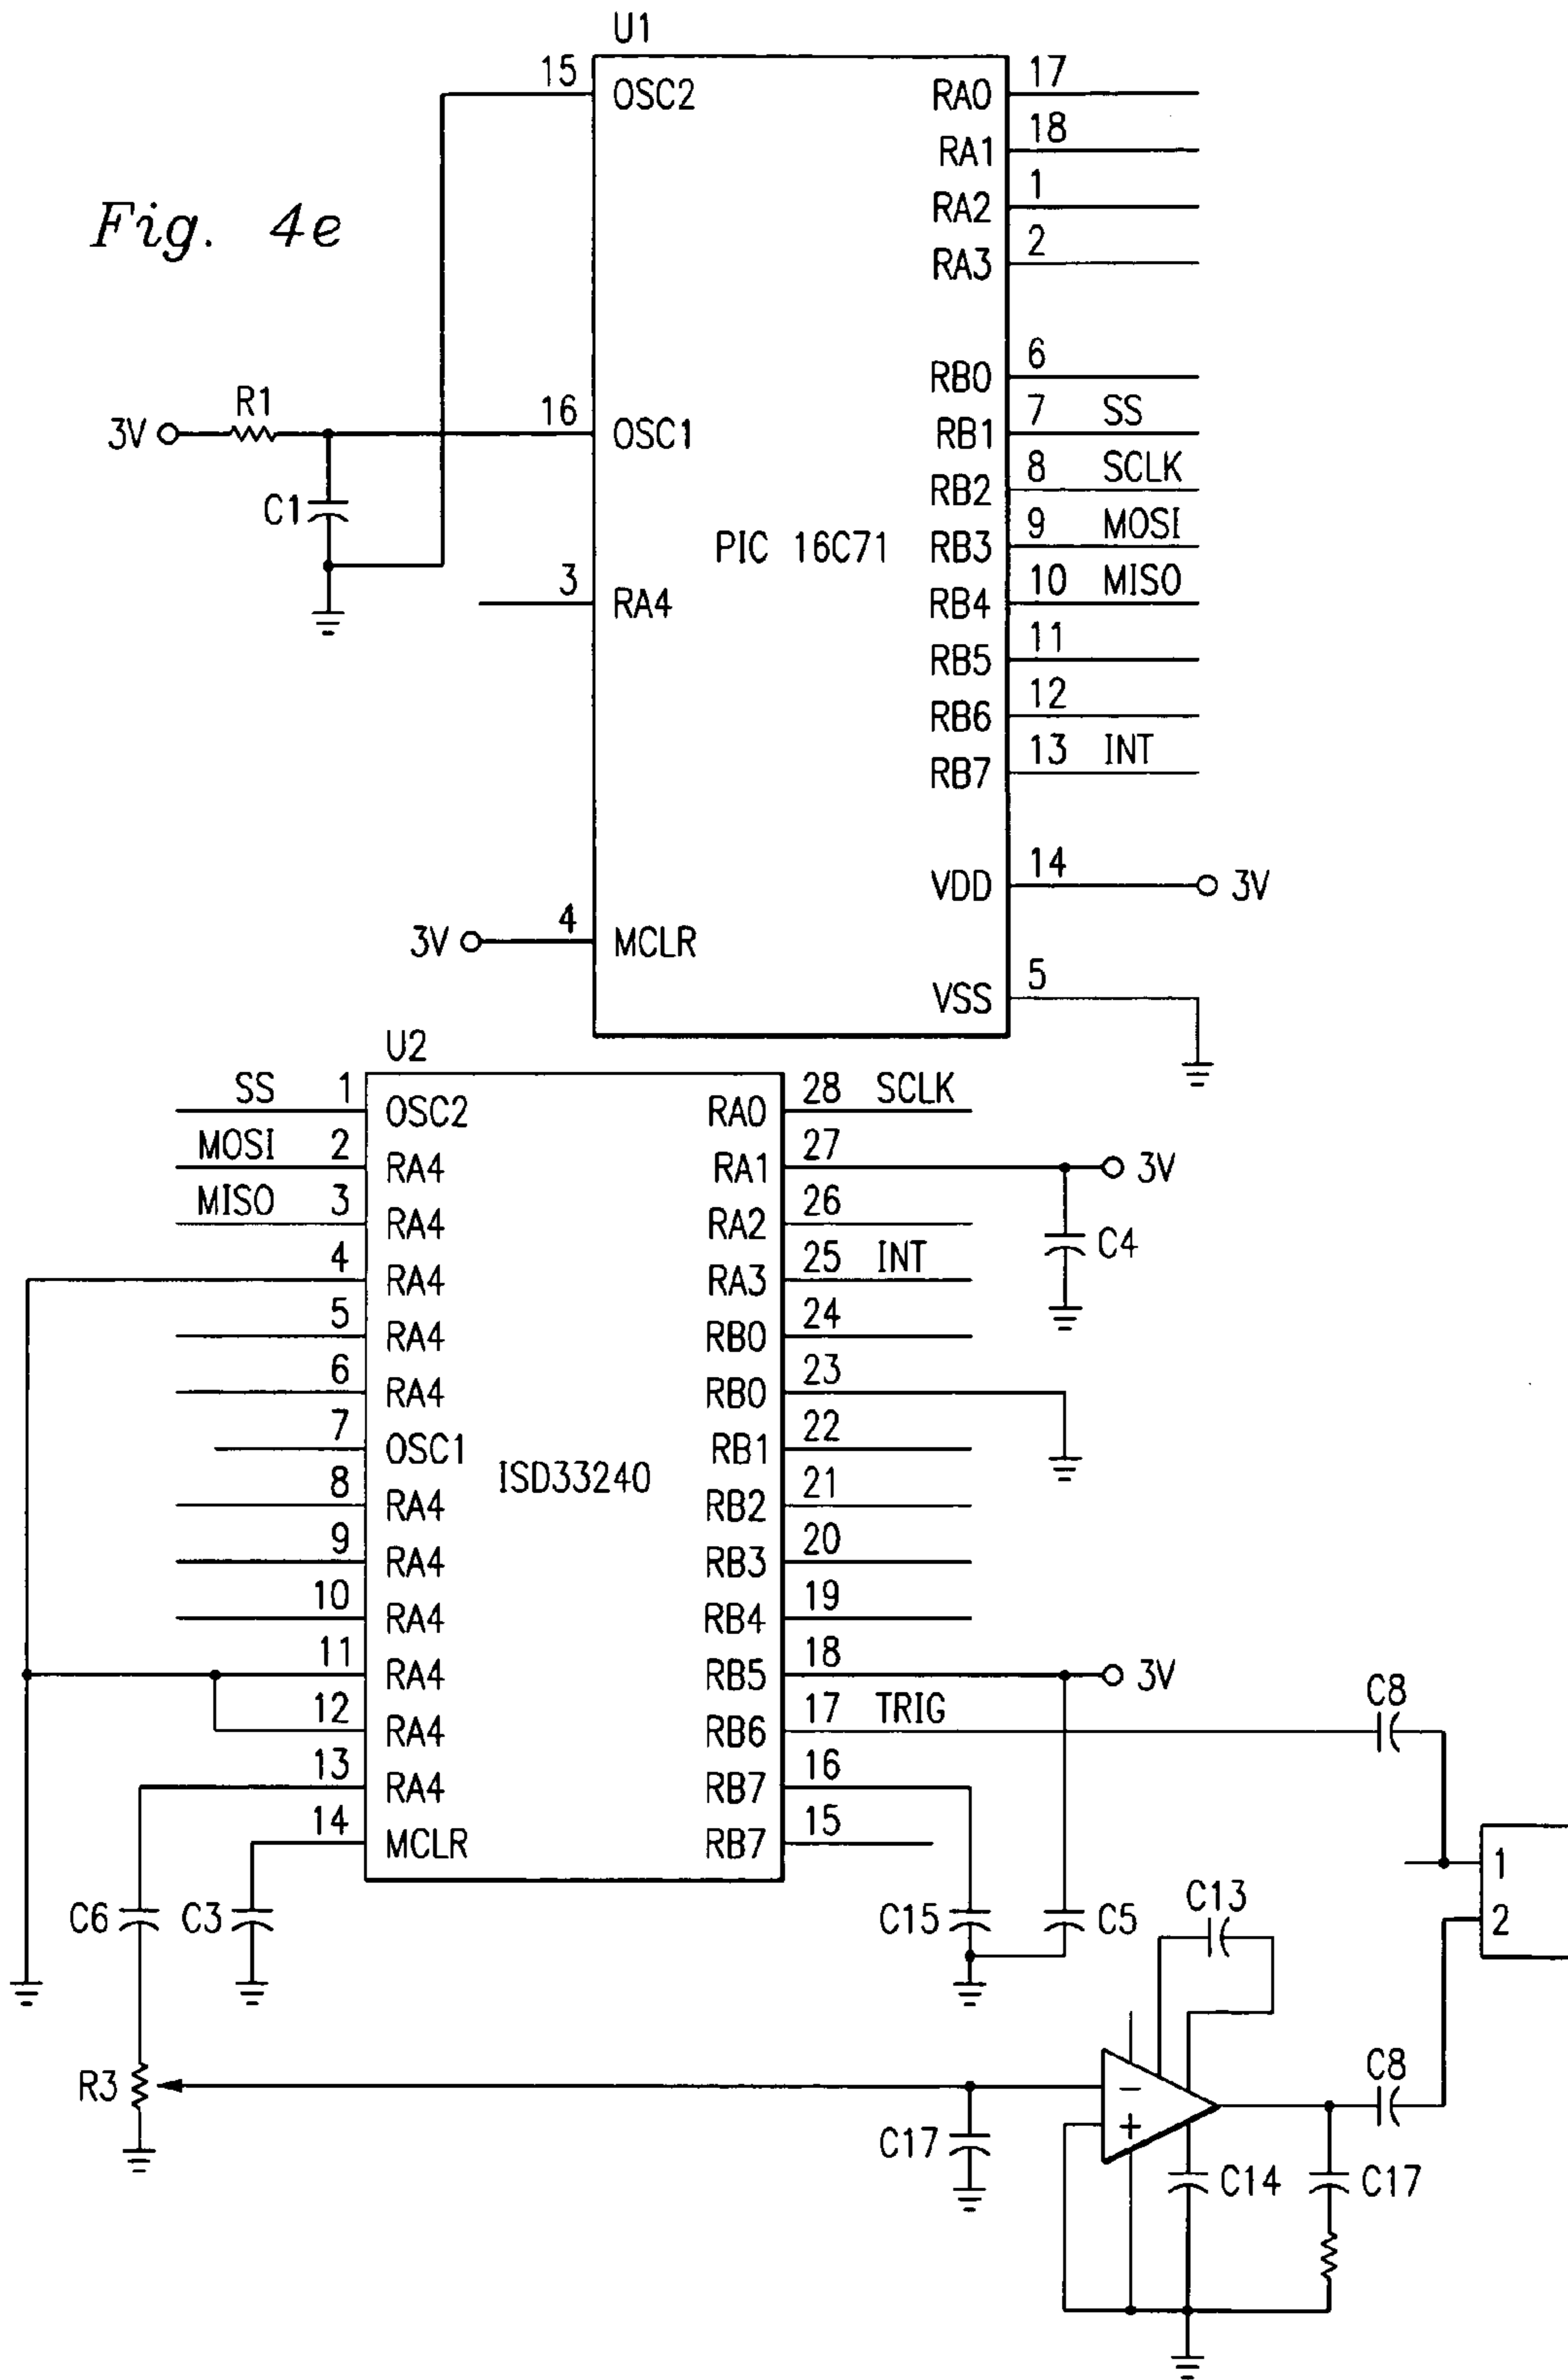 U1
15 OSC2 RA0 17
RA1 18
RA2 1
Fig. 4e
RA3 2
RB0 6
3V R1 16 OSC1 RB1 7 SS
RB2 8 SCLK
C1
PIC 16C71 RB3 9 MOSI
3 RA4 RB4 10 MISO
RB5 11
RB6 12
RB7 13 INT
VDD 14 3V
3V 4 MCLR
VSS 5
U2
SS 1 OSC2 RA0 28 SCLK
MOSI 2 RA4 RA1 27 3V
MISO 3 RA4 RA2 26
C4
4 RA4 RA3 25 INT
5 RA4 RB0 24
6 RA4 RB0 23
7 OSC1 RB1 22
ISD33240
8 RA4 RB2 21
9 RA4 RB3 20
10 RA4 RB4 19
11 RA4 RB5 18 3V
12 RA4 RB6 17 TRIG C8
13 RA4 RB7 16
14 MCLR RB7 15
1
C6 C3 C15 C5 C13
2
R3 − C8
+
C17
C14 C17